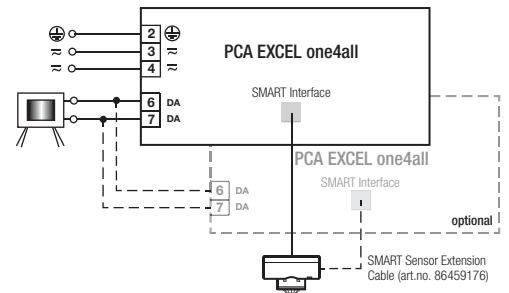 2
3
4
≂
≂
≂
≂
PCA EXCEL one4all
SMART Interface
6 DA
7 DA
PCA EXCEL one4all
SMART Interface
6 DA
7 DA
optional
SMART Sensor Extension
Cable (art.no. 86459176)